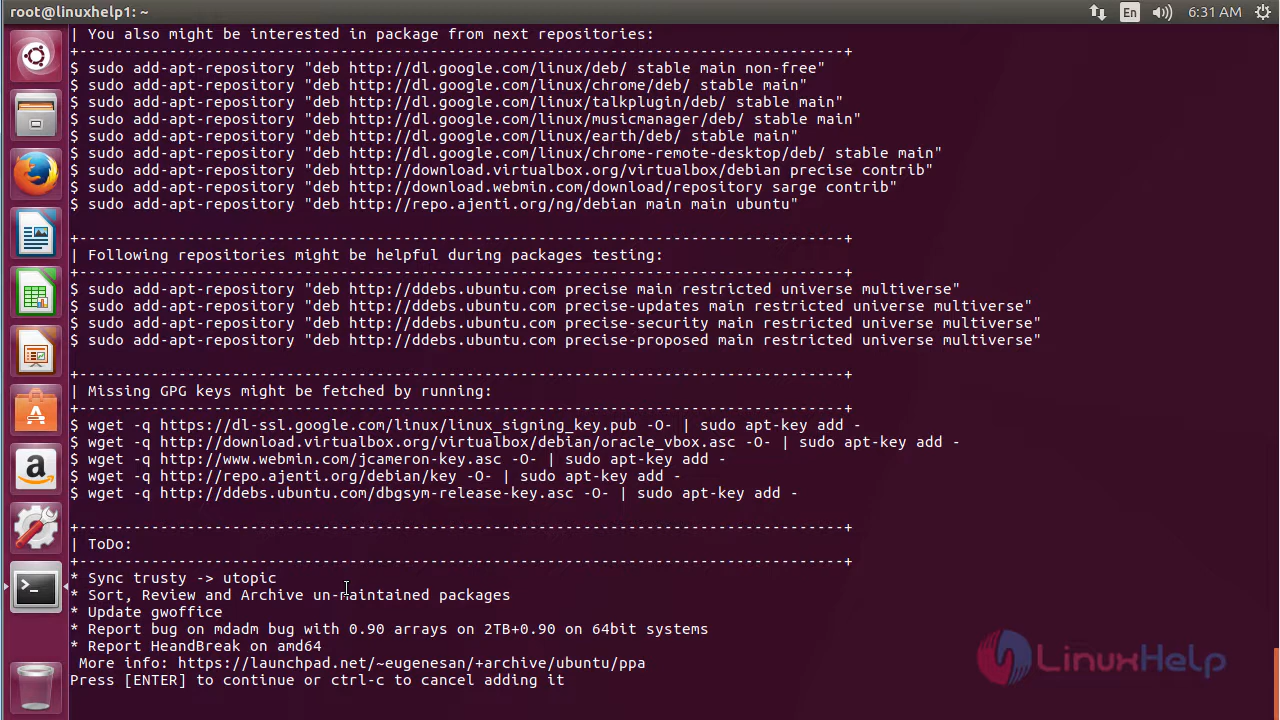 root@linuxhelp1: ~
En
6:31 AM
| You also might be interested in package from next repositories:
+--------------------------------------------------------------------------------------+
$ sudo add-apt-repository "deb http://dl.google.com/linux/deb/ stable main non-free"
$ sudo add-apt-repository "deb http://dl.google.com/linux/chrome/deb/ stable main"
$ sudo add-apt-repository "deb http://dl.google.com/linux/talkplugin/deb/ stable main"
$ sudo add-apt-repository "deb http://dl.google.com/linux/musicmanager/deb/ stable main"
$ sudo add-apt-repository "deb http://dl.google.com/linux/earth/deb/ stable main"
$ sudo add-apt-repository "deb http://dl.google.com/linux/chrome-remote-desktop/deb/ stable main"
$ sudo add-apt-repository "deb http://download.virtualbox.org/virtualbox/debian precise contrib"
$ sudo add-apt-repository "deb http://download.webmin.com/download/repository sarge contrib"
$ sudo add-apt-repository "deb http://repo.ajenti.org/ng/debian main main ubuntu"
+--------------------------------------------------------------------------------------+
| Following repositories might be helpful during packages testing:
+--------------------------------------------------------------------------------------+
$ sudo add-apt-repository "deb http://ddebs.ubuntu.com precise main restricted universe multiverse"
$ sudo add-apt-repository "deb http://ddebs.ubuntu.com precise-updates main restricted universe multiverse"
$ sudo add-apt-repository "deb http://ddebs.ubuntu.com precise-security main restricted universe multiverse"
$ sudo add-apt-repository "deb http://ddebs.ubuntu.com precise-proposed main restricted universe multiverse"
+--------------------------------------------------------------------------------------+
| Missing GPG keys might be fetched by running:
+--------------------------------------------------------------------------------------+
$ wget -q https://dl-ssl.google.com/linux/linux_signing_key.pub -O- | sudo apt-key add -
$ wget -q http://download.virtualbox.org/virtualbox/debian/oracle_vbox.asc -O- | sudo apt-key add -
$ wget -q http://www.webmin.com/jcameron-key.asc -O- | sudo apt-key add -
$ wget -q http://repo.ajenti.org/debian/key -O- | sudo apt-key add -
$ wget -q http://ddebs.ubuntu.com/dbgsym-release-key.asc -O- | sudo apt-key add -
+--------------------------------------------------------------------------------------+
| ToDo:
+--------------------------------------------------------------------------------------+
* Sync trusty -> utopic
* Sort, Review and Archive un-maintained packages
* Update gwoffice
* Report bug on mdadm bug with 0.90 arrays on 2TB+0.90 on 64bit systems
* Report HeandBreak on amd64
More info: https://launchpad.net/~eugenesan/+archive/ubuntu/ppa
Press [ENTER] to continue or ctrl-c to cancel adding it
LinuxHelp